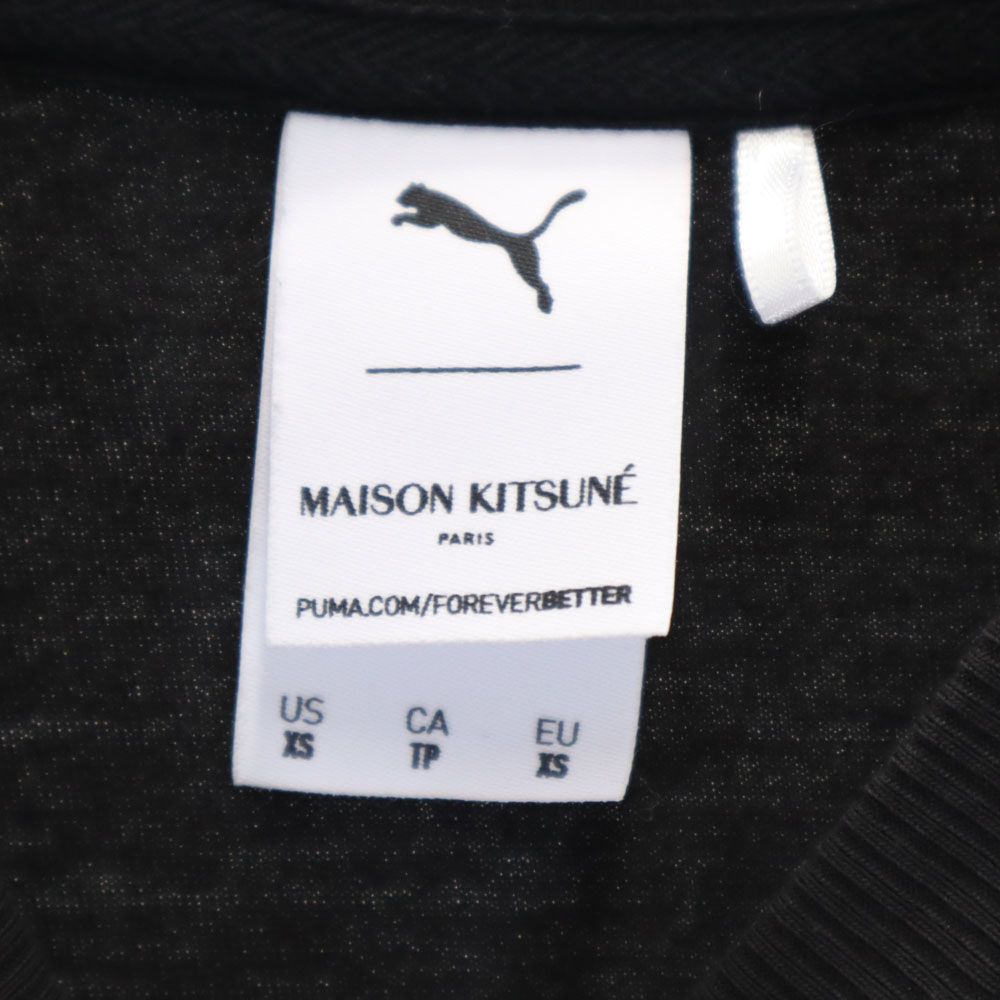 MAISON KITSUNÉ
PARIS
PUMA.COM/FOREVERBETTER
US CA EU
XS TP XS